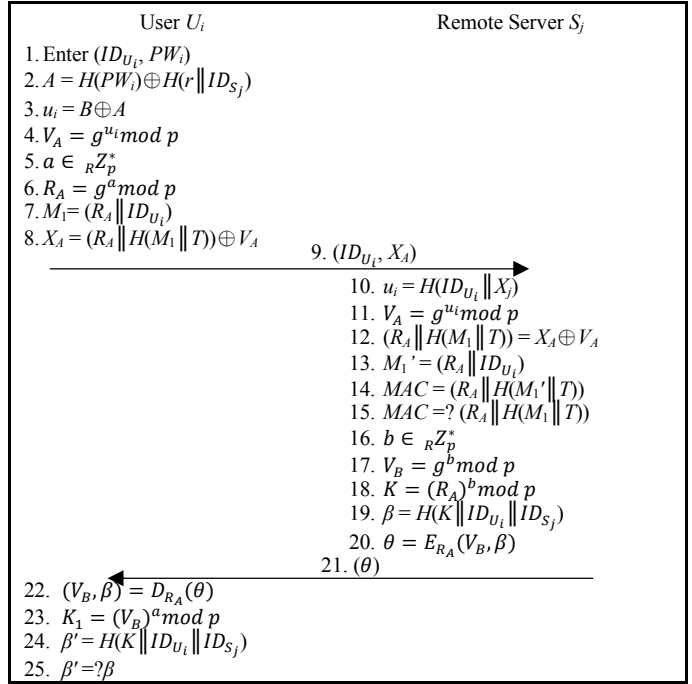 User U_i Remote Server S_j
1. Enter (ID_{U_i}, PW_i)
2. A = H(PW_i)⊕H(r‖ID_{S_j})
3. u_i = B⊕A
4. V_A = g^{u_i} mod p
5. a ∈ _R Z_p^*
6. R_A = g^a mod p
7. M_1= (R_A‖ID_{U_i})
8. X_A = (R_A‖H(M_1‖T))⊕V_A
9. (ID_{U_i}, X_A)
10. u_i = H(ID_{U_i}‖X_j)
11. V_A = g^{u_i} mod p
12. (R_A‖H(M_1‖T)) = X_A⊕V_A
13. M_1’ = (R_A‖ID_{U_i})
14. MAC = (R_A‖H(M_1'‖T))
15. MAC =? (R_A‖H(M_1‖T))
16. b ∈ _R Z_p^*
17. V_B = g^b mod p
18. K = (R_A)^b mod p
19. β = H(K‖ID_{U_i}‖ID_{S_j})
20. θ = E_{R_A}(V_B, β)
21. (θ)
22. (V_B, β) = D_{R_A}(θ)
23. K_1 = (V_B)^a mod p
24. β′ = H(K‖ID_{U_i}‖ID_{S_j})
25. β′ =?β